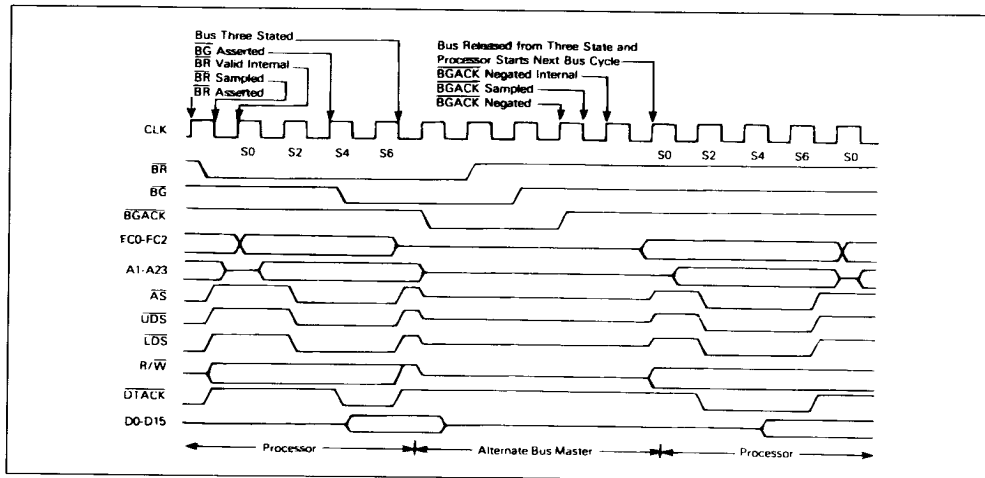 Bus Three Stated
BG Asserted
BR Valid Internal
BR Sampled
BR Asserted
Bus Released from Three State and
Processor Starts Next Bus Cycle
BGACK Negated Internal
BGACK Sampled
BGACK Negated
CLK
S0 S2 S4 S6 S0 S2 S4 S6 S0
BR
BG
BGACK
FC0-FC2
A1-A23
AS
UDS
LDS
R/W
DTACK
D0-D15
Processor Alternate Bus Master Processor